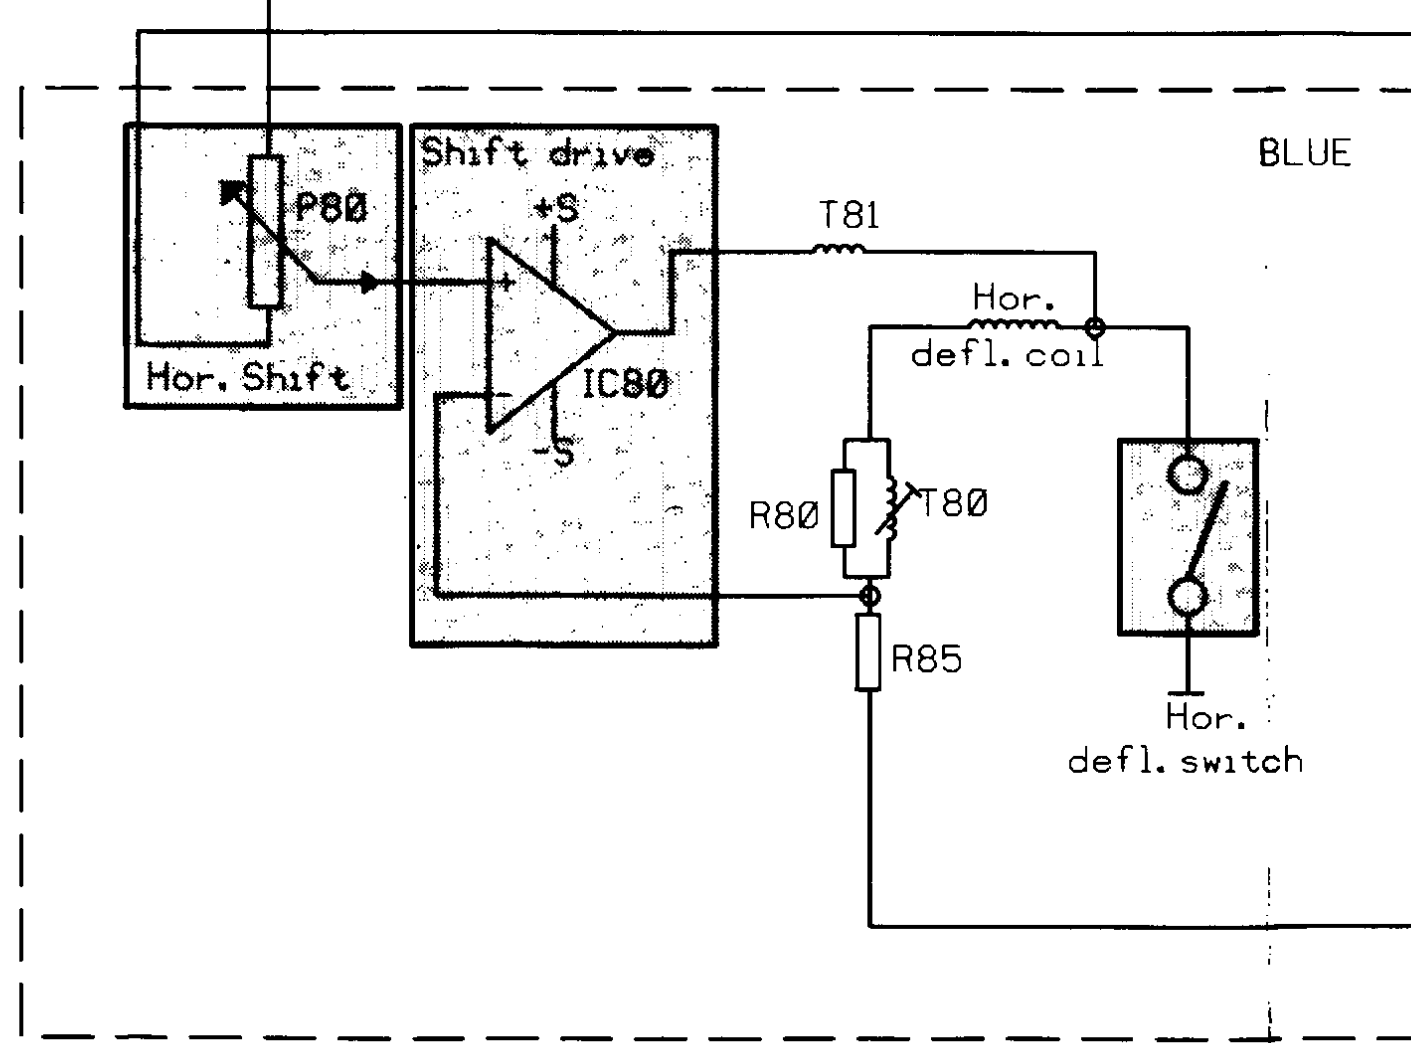 BLUE
Shift drive
P80
+S
T81
+
Hor.
defl. coil
Hor. Shift
IC80
-
-S
R80
T80
R85
Hor.
defl. switch